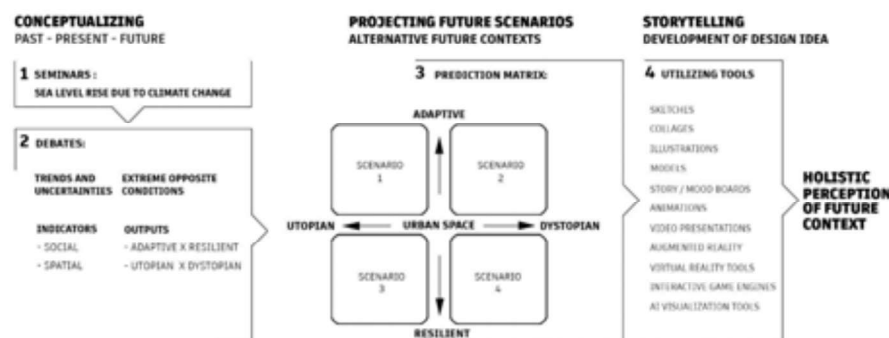 CONCEPTUALIZING
PAST - PRESENT - FUTURE
1 SEMINARS :
SEA LEVEL RISE DUE TO CLIMATE CHANGE
2 DEBATES:
TRENDS AND UNCERTAINTIES
EXTREME OPPOSITE CONDITIONS
INDICATORS
- SOCIAL
- SPATIAL
OUTPUTS
- ADAPTIVE X RESILIENT
- UTOPIAN X DYSTOPIAN
PROJECTING FUTURE SCENARIOS
ALTERNATIVE FUTURE CONTEXTS
3 PREDICTION MATRIX:
ADAPTIVE
SCENARIO
1
SCENARIO
2
UTOPIAN
URBAN SPACE
DYSTOPIAN
SCENARIO
3
SCENARIO
4
RESILIENT
STORYTELLING
DEVELOPMENT OF DESIGN IDEA
4 UTILIZING TOOLS
SKETCHES
COLLAGES
ILLUSTRATIONS
MODELS
STORY / MOOD BOARDS
ANIMATIONS
VIDEO PRESENTATIONS
AUGMENTED REALITY
VIRTUAL REALITY TOOLS
INTERACTIVE GAME ENGINES
AI VISUALIZATION TOOLS
HOLISTIC
PERCEPTION
OF FUTURE
CONTEXT